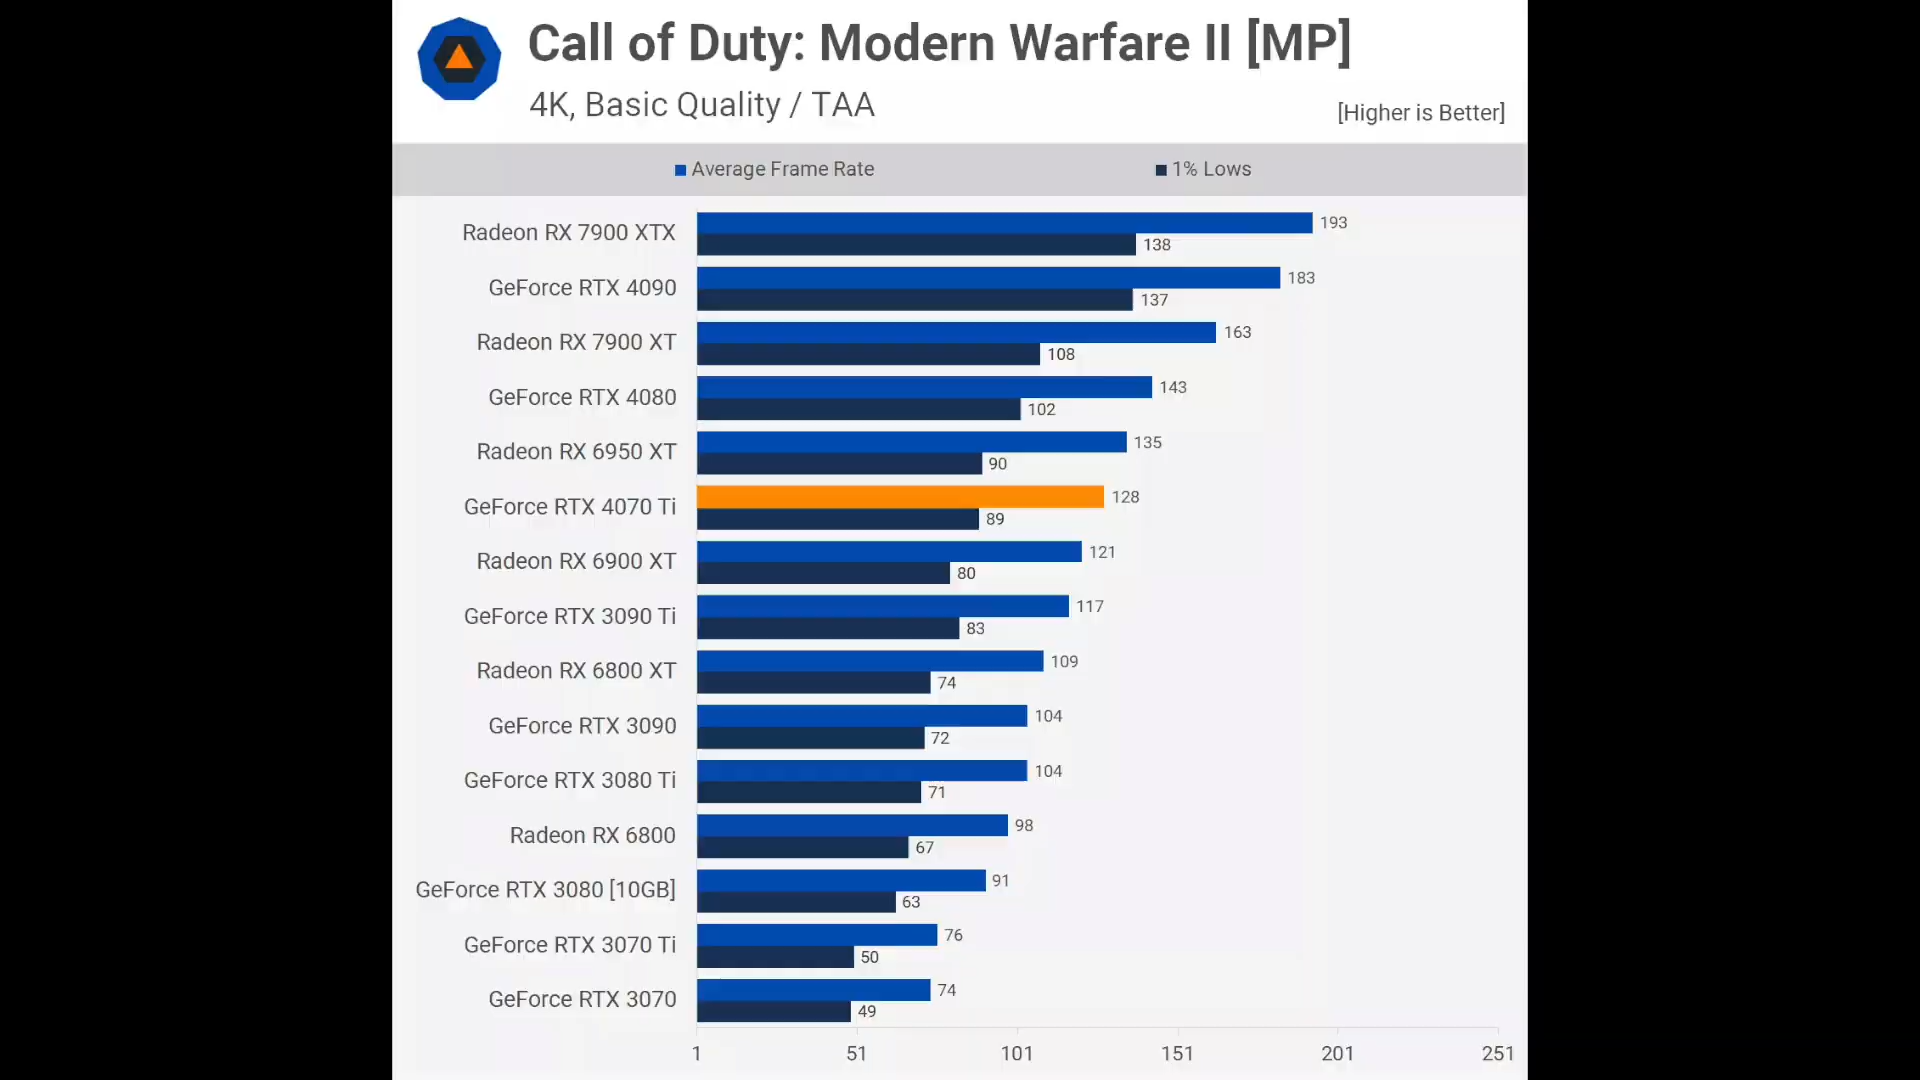 Call of Duty: Modern Warfare II [MP]
4K, Basic Quality / TAA
[Higher is Better]
Average Frame Rate
1% Lows
Radeon RX 7900 XTX
193
138
GeForce RTX 4090
183
137
Radeon RX 7900 XT
163
108
GeForce RTX 4080
143
102
Radeon RX 6950 XT
135
90
GeForce RTX 4070 Ti
128
89
Radeon RX 6900 XT
121
80
GeForce RTX 3090 Ti
117
83
Radeon RX 6800 XT
109
74
GeForce RTX 3090
104
72
GeForce RTX 3080 Ti
104
71
Radeon RX 6800
98
67
GeForce RTX 3080 [10GB]
91
63
GeForce RTX 3070 Ti
76
50
GeForce RTX 3070
74
49
1 51 101 151 201 251